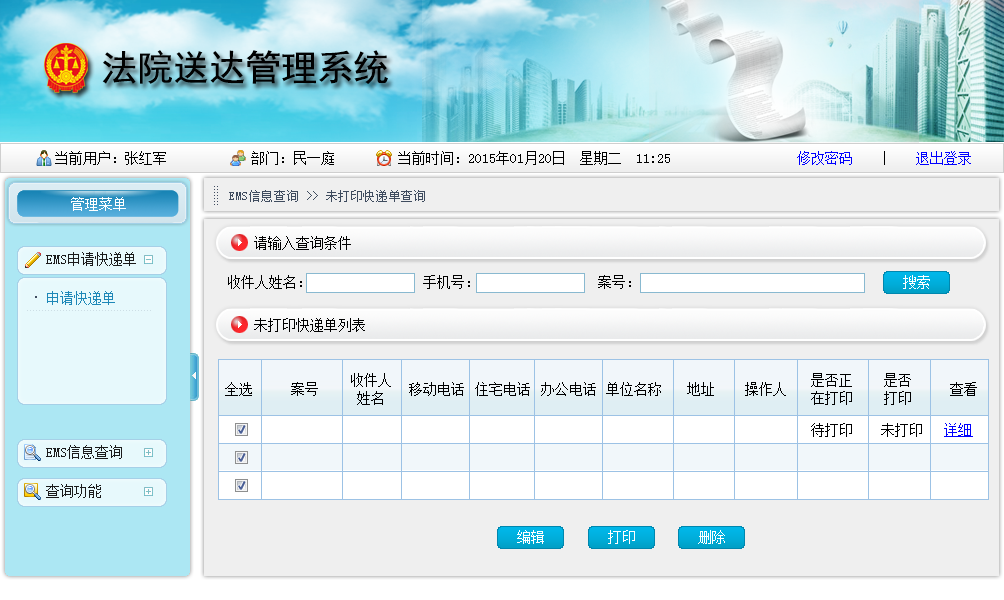 法院送达管理系统
当前用户：张红军 部门：民一庭 当前时间：2015年01月20日 星期二 11:25 修改密码 | 退出登录
管理菜单
EMS申请快递单
· 申请快递单
EMS信息查询
查询功能
EMS信息查询 >> 未打印快递单查询
请输入查询条件
收件人姓名： 手机号： 案号： 搜索
未打印快递单列表
全选 案号 收件人姓名 移动电话 住宅电话 办公电话 单位名称 地址 操作人 是否正在打印 是否打印 查看
待打印 未打印 详细
编辑 打印 删除